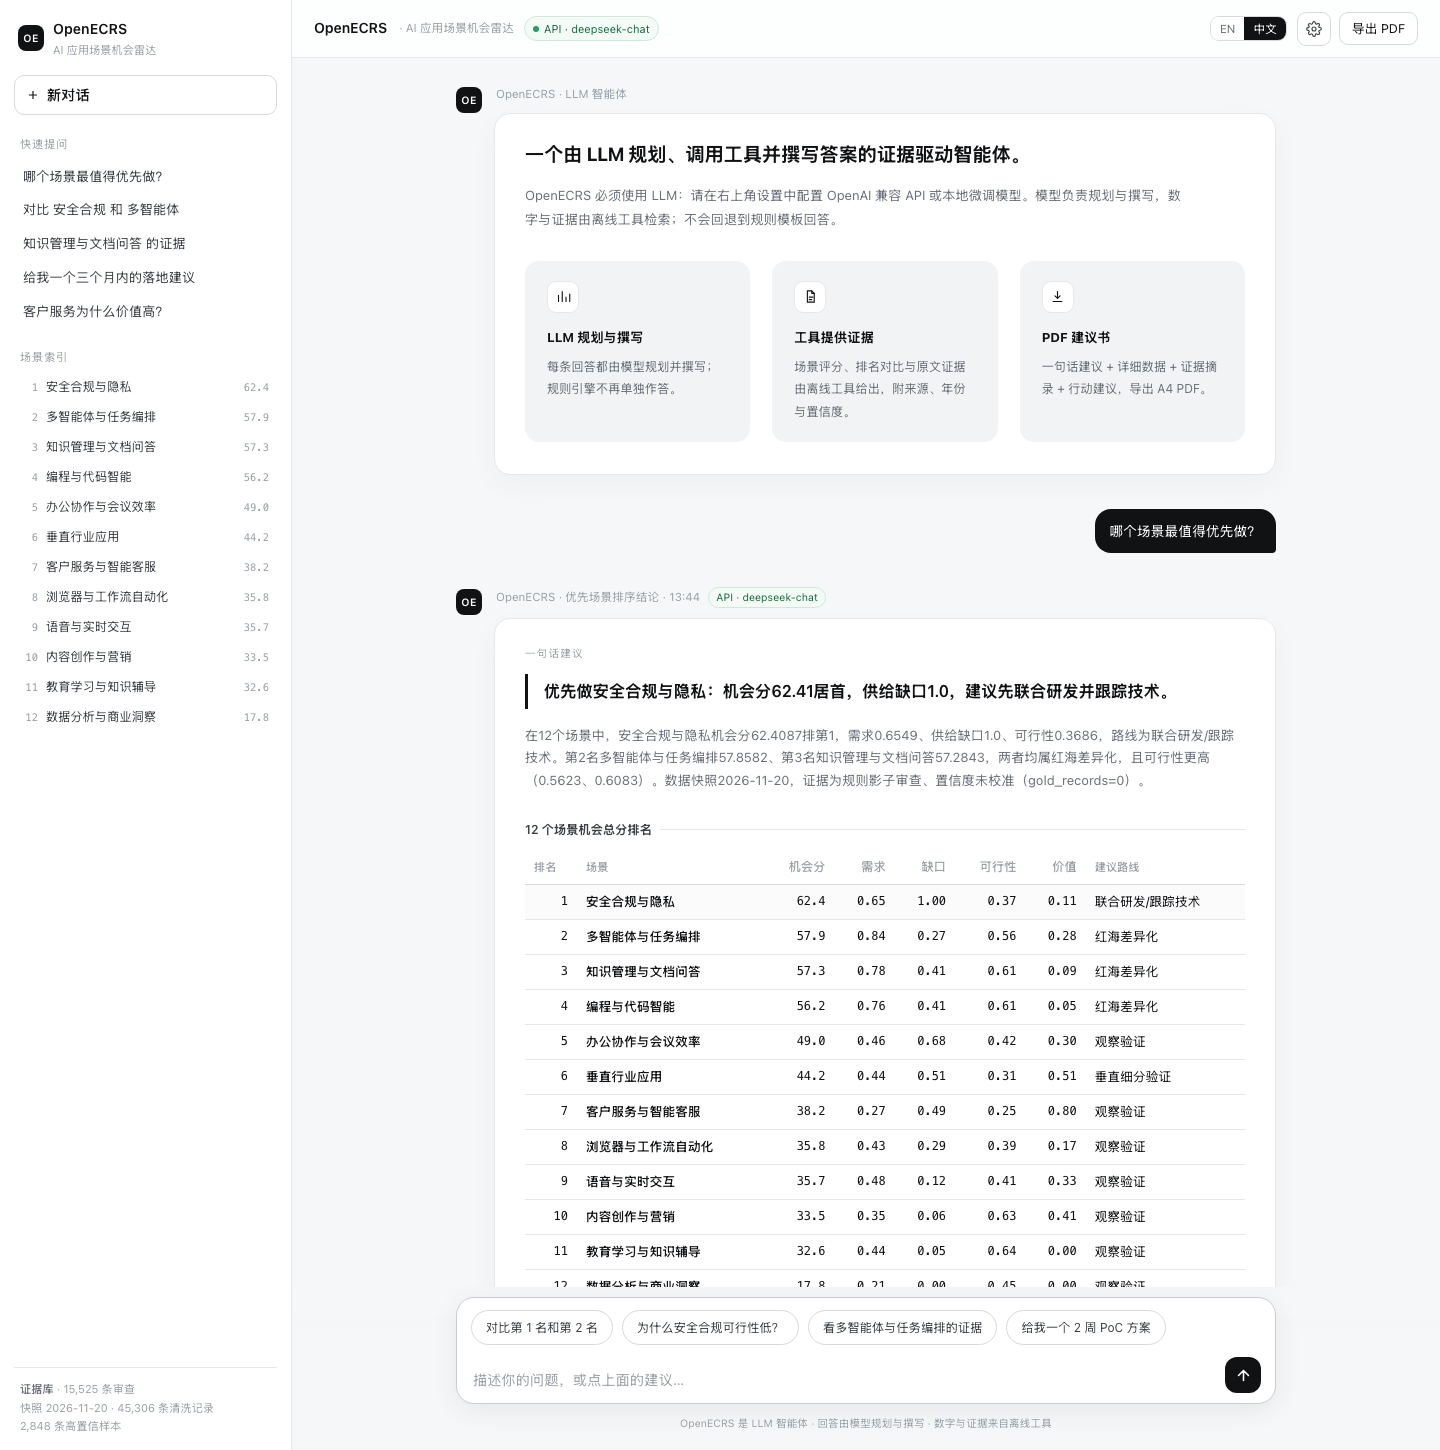 OE
OpenECRS
AI 应用场景机会雷达
+ 新对话
快速提问
哪个场景最值得优先做？
对比 安全合规 和 多智能体
知识管理与文档问答 的证据
给我一个三个月内的落地建议
客户服务为什么价值高？
场景索引
1 安全合规与隐私 62.4
2 多智能体与任务编排 57.9
3 知识管理与文档问答 57.3
4 编程与代码智能 56.2
5 办公协作与会议效率 49.0
6 垂直行业应用 44.2
7 客户服务与智能客服 38.2
8 浏览器与工作流自动化 35.8
9 语音与实时交互 35.7
10 内容创作与营销 33.5
11 教育学习与知识辅导 32.6
12 数据分析与商业洞察 17.8
证据库 · 15,525 条审查
快照 2026-11-20 · 45,306 条清洗记录
2,848 条高置信样本
OpenECRS · AI 应用场景机会雷达 API · deepseek-chat
EN 中文 导出 PDF
OE OpenECRS · LLM 智能体
一个由 LLM 规划、调用工具并撰写答案的证据驱动智能体。
OpenECRS 必须使用 LLM：请在右上角设置中配置 OpenAI 兼容 API 或本地微调模型。模型负责规划与撰写，数
字与证据由离线工具检索；不会回退到规则模板回答。
LLM 规划与撰写
每条回答都由模型规划并撰写；
规则引擎不再单独作答。
工具提供证据
场景评分、排名对比与原文证据
由离线工具给出，附来源、年份
与置信度。
PDF 建议书
一句话建议 + 详细数据 + 证据摘
录 + 行动建议，导出 A4 PDF。
哪个场景最值得优先做？
OE OpenECRS · 优先场景排序结论 · 13:44 API · deepseek-chat
一句话建议
优先做安全合规与隐私：机会分62.41居首，供给缺口1.0，建议先联合研发并跟踪技术。
在12个场景中，安全合规与隐私机会分62.4087排第1，需求0.6549、供给缺口1.0、可行性0.3686，路线为联合研发/跟踪
技术。第2名多智能体与任务编排57.8582、第3名知识管理与文档问答57.2843，两者均属红海差异化，且可行性更高
（0.5623、0.6083）。数据快照2026-11-20，证据为规则影子审查、置信度未校准（gold_records=0）。
12 个场景机会总分排名
排名 场景 机会分 需求 缺口 可行性 价值 建议路线
1 安全合规与隐私 62.4 0.65 1.00 0.37 0.11 联合研发/跟踪技术
2 多智能体与任务编排 57.9 0.84 0.27 0.56 0.28 红海差异化
3 知识管理与文档问答 57.3 0.78 0.41 0.61 0.09 红海差异化
4 编程与代码智能 56.2 0.76 0.41 0.61 0.05 红海差异化
5 办公协作与会议效率 49.0 0.46 0.68 0.42 0.30 观察验证
6 垂直行业应用 44.2 0.44 0.51 0.31 0.51 垂直细分验证
7 客户服务与智能客服 38.2 0.27 0.49 0.25 0.80 观察验证
8 浏览器与工作流自动化 35.8 0.43 0.29 0.39 0.17 观察验证
9 语音与实时交互 35.7 0.48 0.12 0.41 0.33 观察验证
10 内容创作与营销 33.5 0.35 0.06 0.63 0.41 观察验证
11 教育学习与知识辅导 32.6 0.44 0.05 0.64 0.00 观察验证
12 数据分析与商业洞察 17.8 0.21 0.00 0.45 0.00 观察验证
对比第 1 名和第 2 名 为什么安全合规可行性低？ 看多智能体与任务编排的证据 给我一个 2 周 PoC 方案
描述你的问题，或点上面的建议…
OpenECRS 是 LLM 智能体 · 回答由模型规划与撰写 · 数字与证据来自离线工具